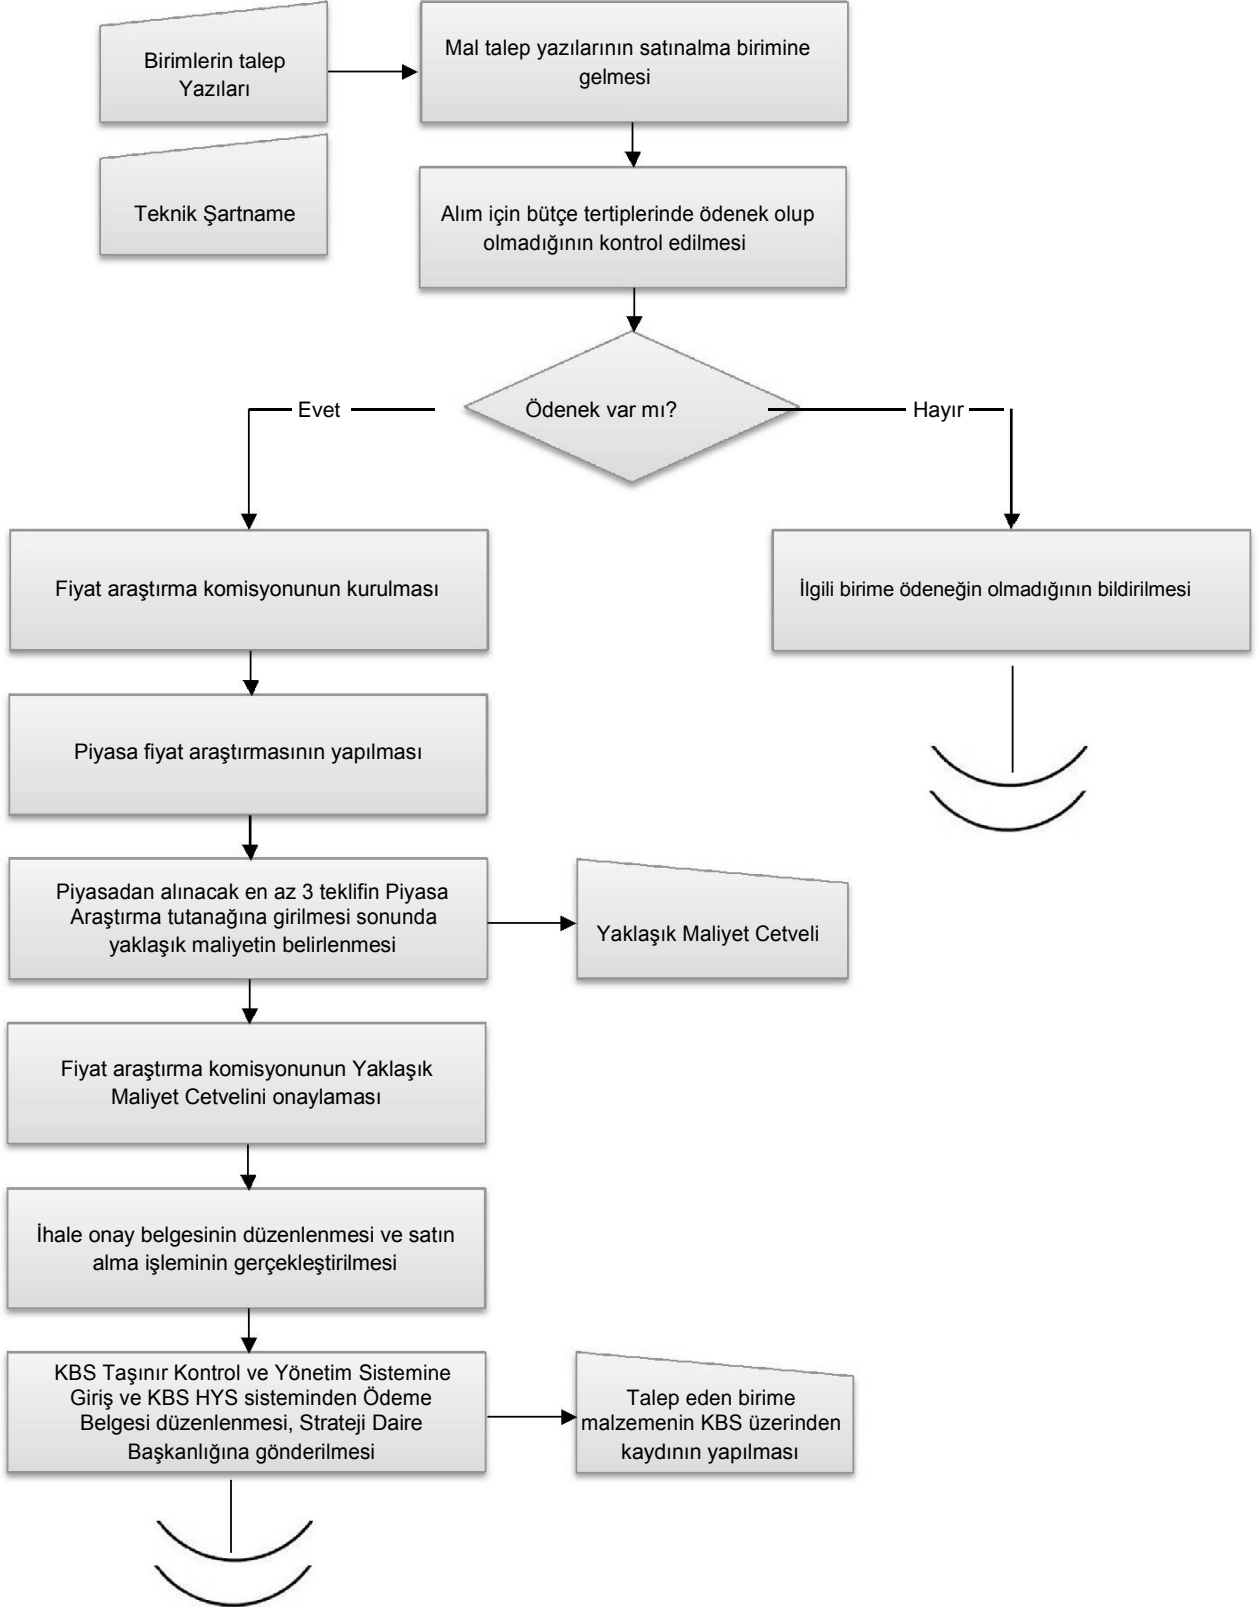 Birimlerin talep
Yazıları
Mal talep yazılarının satınalma birimine
gelmesi
Teknik Şartname
Alım için bütçe tertiplerinde ödenek olup
olmadığının kontrol edilmesi
Evet
Ödenek var mı?
Hayır
Fiyat araştırma komisyonunun kurulması
İlgili birime ödeneğin olmadığının bildirilmesi
Piyasa fiyat araştırmasının yapılması
Piyasadan alınacak en az 3 teklifin Piyasa
Araştırma tutanağına girilmesi sonunda
yaklaşık maliyetin belirlenmesi
Yaklaşık Maliyet Cetveli
Fiyat araştırma komisyonunun Yaklaşık
Maliyet Cetvelini onaylaması
İhale onay belgesinin düzenlenmesi ve satın
alma işleminin gerçekleştirilmesi
KBS Taşınır Kontrol ve Yönetim Sistemine
Giriş ve KBS HYS sisteminden Ödeme
Belgesi düzenlenmesi, Strateji Daire
Başkanlığına gönderilmesi
Talep eden birime
malzemenin KBS üzerinden
kaydının yapılması